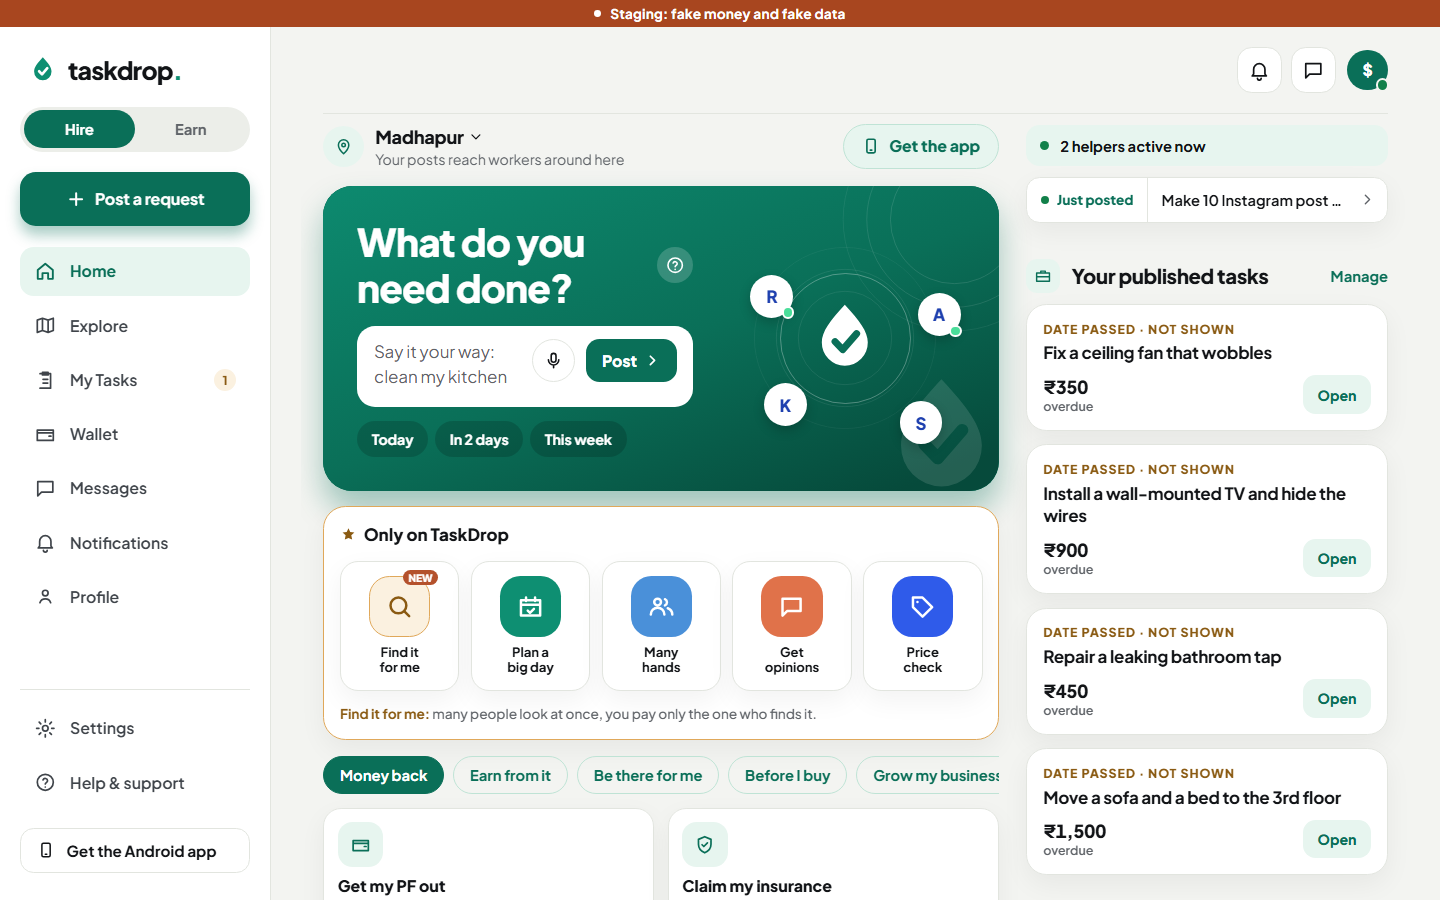 Staging: fake money and fake data
taskdrop.
Hire
Earn
Post a request
Home
Explore
My Tasks
1
Wallet
Messages
Notifications
Profile
Settings
Help & support
Get the Android app
$
Madhapur
Your posts reach workers around here
Get the app
What do you
need done?
Say it your way:
clean my kitchen
Post
Today
In 2 days
This week
R
A
K
S
Only on TaskDrop
NEW
Find it
for me
Plan a
big day
Many
hands
Get
opinions
Price
check
Find it for me: many people look at once, you pay only the one who finds it.
Money back
Earn from it
Be there for me
Before I buy
Grow my business
Get my PF out
Claim my insurance
2 helpers active now
Just posted
Make 10 Instagram post ...
Your published tasks
Manage
DATE PASSED · NOT SHOWN
Fix a ceiling fan that wobbles
₹350
overdue
Open
DATE PASSED · NOT SHOWN
Install a wall-mounted TV and hide the
wires
₹900
overdue
Open
DATE PASSED · NOT SHOWN
Repair a leaking bathroom tap
₹450
overdue
Open
DATE PASSED · NOT SHOWN
Move a sofa and a bed to the 3rd floor
₹1,500
overdue
Open